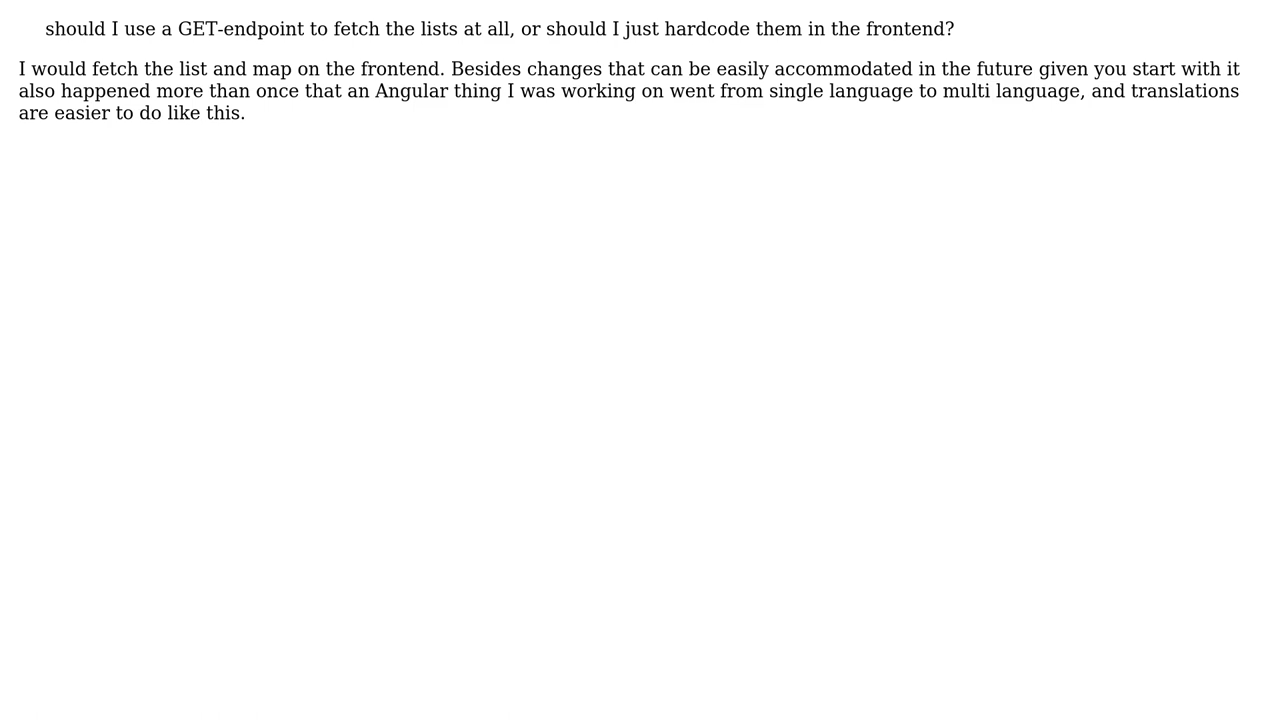 should I use a GET-endpoint to fetch the lists at all, or should I just hardcode them in the frontend?
I would fetch the list and map on the frontend. Besides changes that can be easily accommodated in the future given you start with it
also happened more than once that an Angular thing I was working on went from single language to multi language, and translations
are easier to do like this.